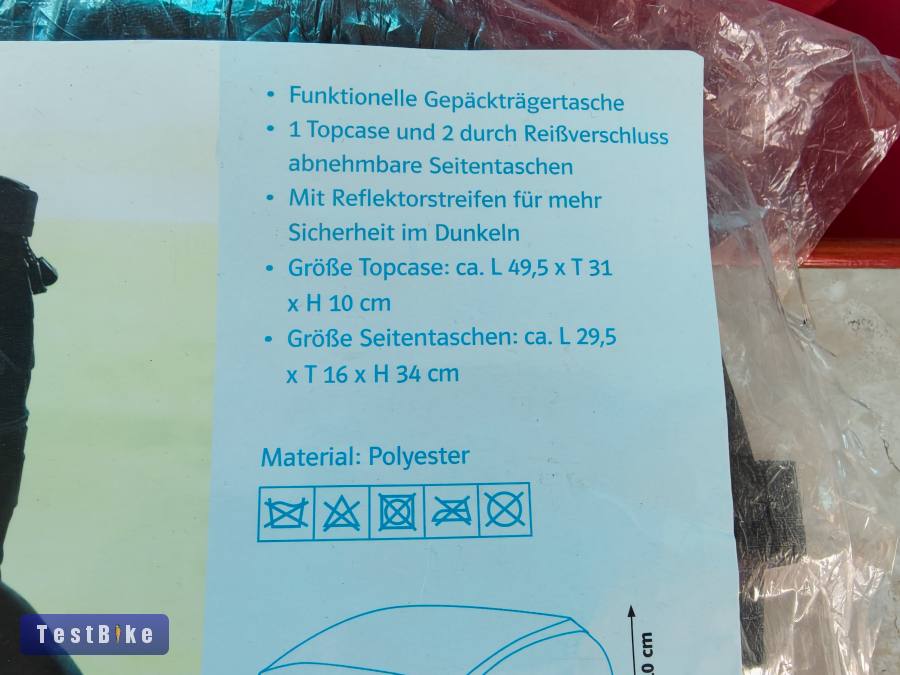 • Funktionelle Gepäckträgertasche
• 1 Topcase und 2 durch Reißverschluss
abnehmbare Seitentaschen
• Mit Reflektorstreifen für mehr
Sicherheit im Dunkeln
• Größe Topcase: ca. L 49,5 x T 31
x H 10 cm
• Größe Seitentaschen: ca. L 29,5
x T 16 x H 34 cm
Material: Polyester
cm
TestBike